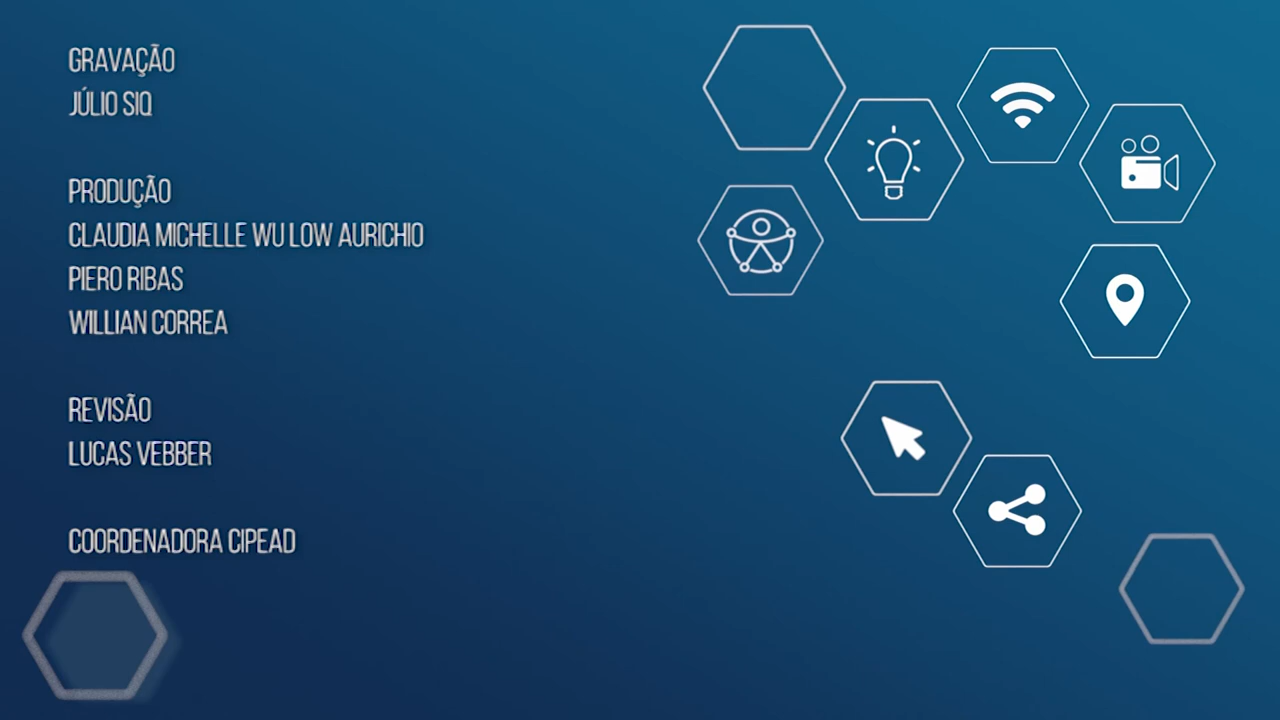 GRAVAÇÃO
JÚLIO SIQ
PRODUÇÃO
CLAUDIA MICHELLE WU LOW AURICHIO
PIERO RIBAS
WILLIAN CORREA
REVISÃO
LUCAS VEBBER
COORDENADORA CIPEAD